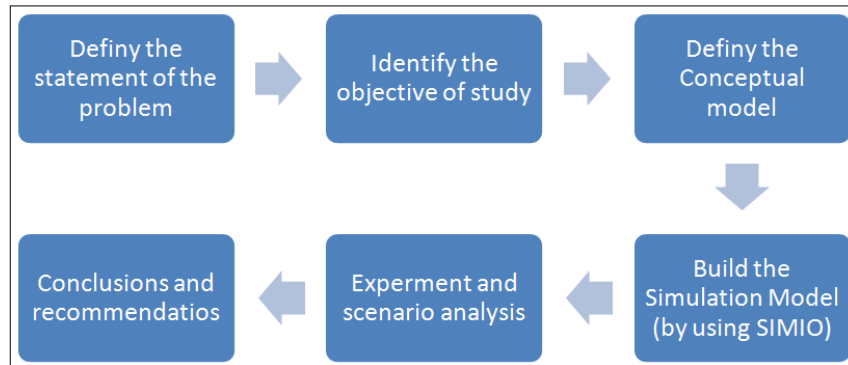 Definy the
statement of the
problem
Identify the
objective of study
Definy the
Conceptual
model
Build the
Simulation Model
(by using SIMIO)
Experment and
scenario analysis
Conclusions and
recommendatios